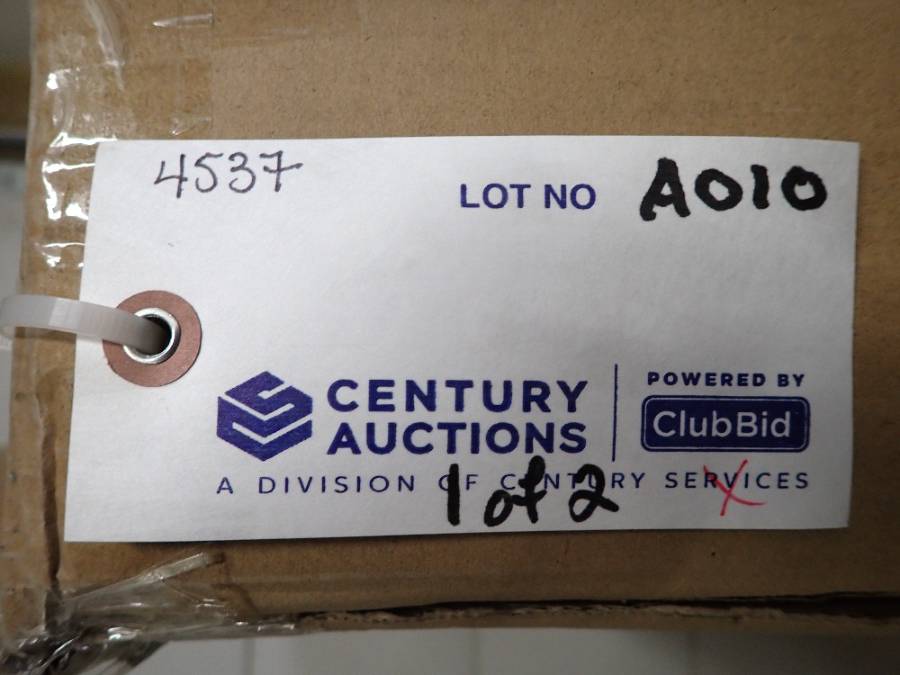 4537
LOT NO A010
CENTURY AUCTIONS
POWERED BY
ClubBid
A DIVISION OF CENTURY SERVICES
1 of 2
X